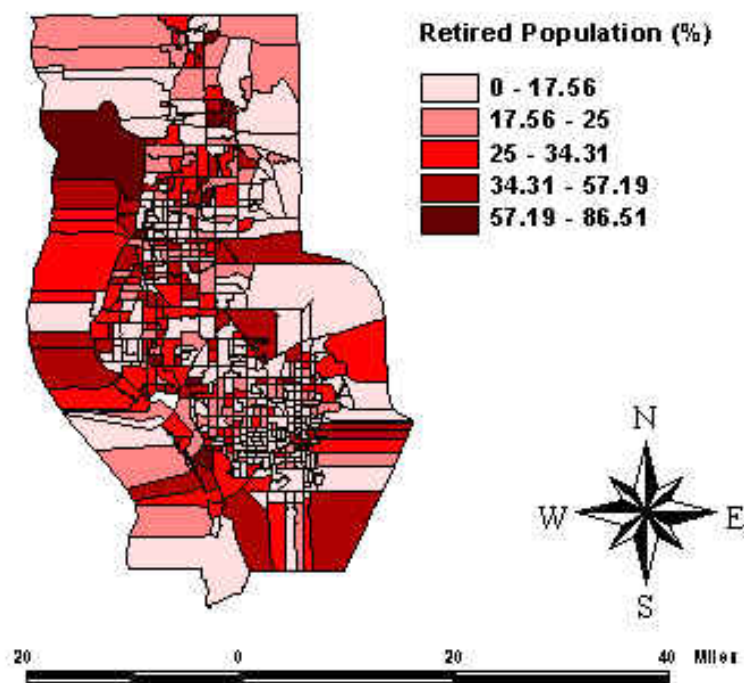 Retired Population (%)
0 - 17.56
17.56 - 25
25 - 34.31
34.31 - 57.19
57.19 - 86.51
N
W E
S
20 0 20 40 Miles